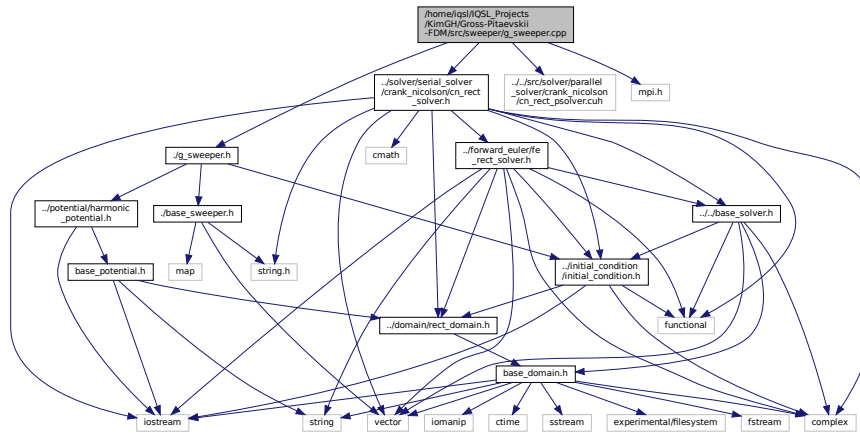 /home/iqsl/IQSL_Projects
/KimGH/Gross-Pitaevskii
-FDM/src/sweeper/g_sweeper.cpp
../solver/serial_solver
/crank_nicolson/cn_rect
_solver.h
../../src/solver/parallel
_solver/crank_nicolson
/cn_rect_psolver.cuh
mpi.h
./g_sweeper.h
cmath
../forward_euler/fe
_rect_solver.h
../potential/harmonic
_potential.h
./base_sweeper.h
../../base_solver.h
base_potential.h
map
string.h
../initial_condition
/initial_condition.h
../domain/rect_domain.h
functional
base_domain.h
iostream
string
vector
iomanip
ctime
sstream
experimental/filesystem
fstream
complex